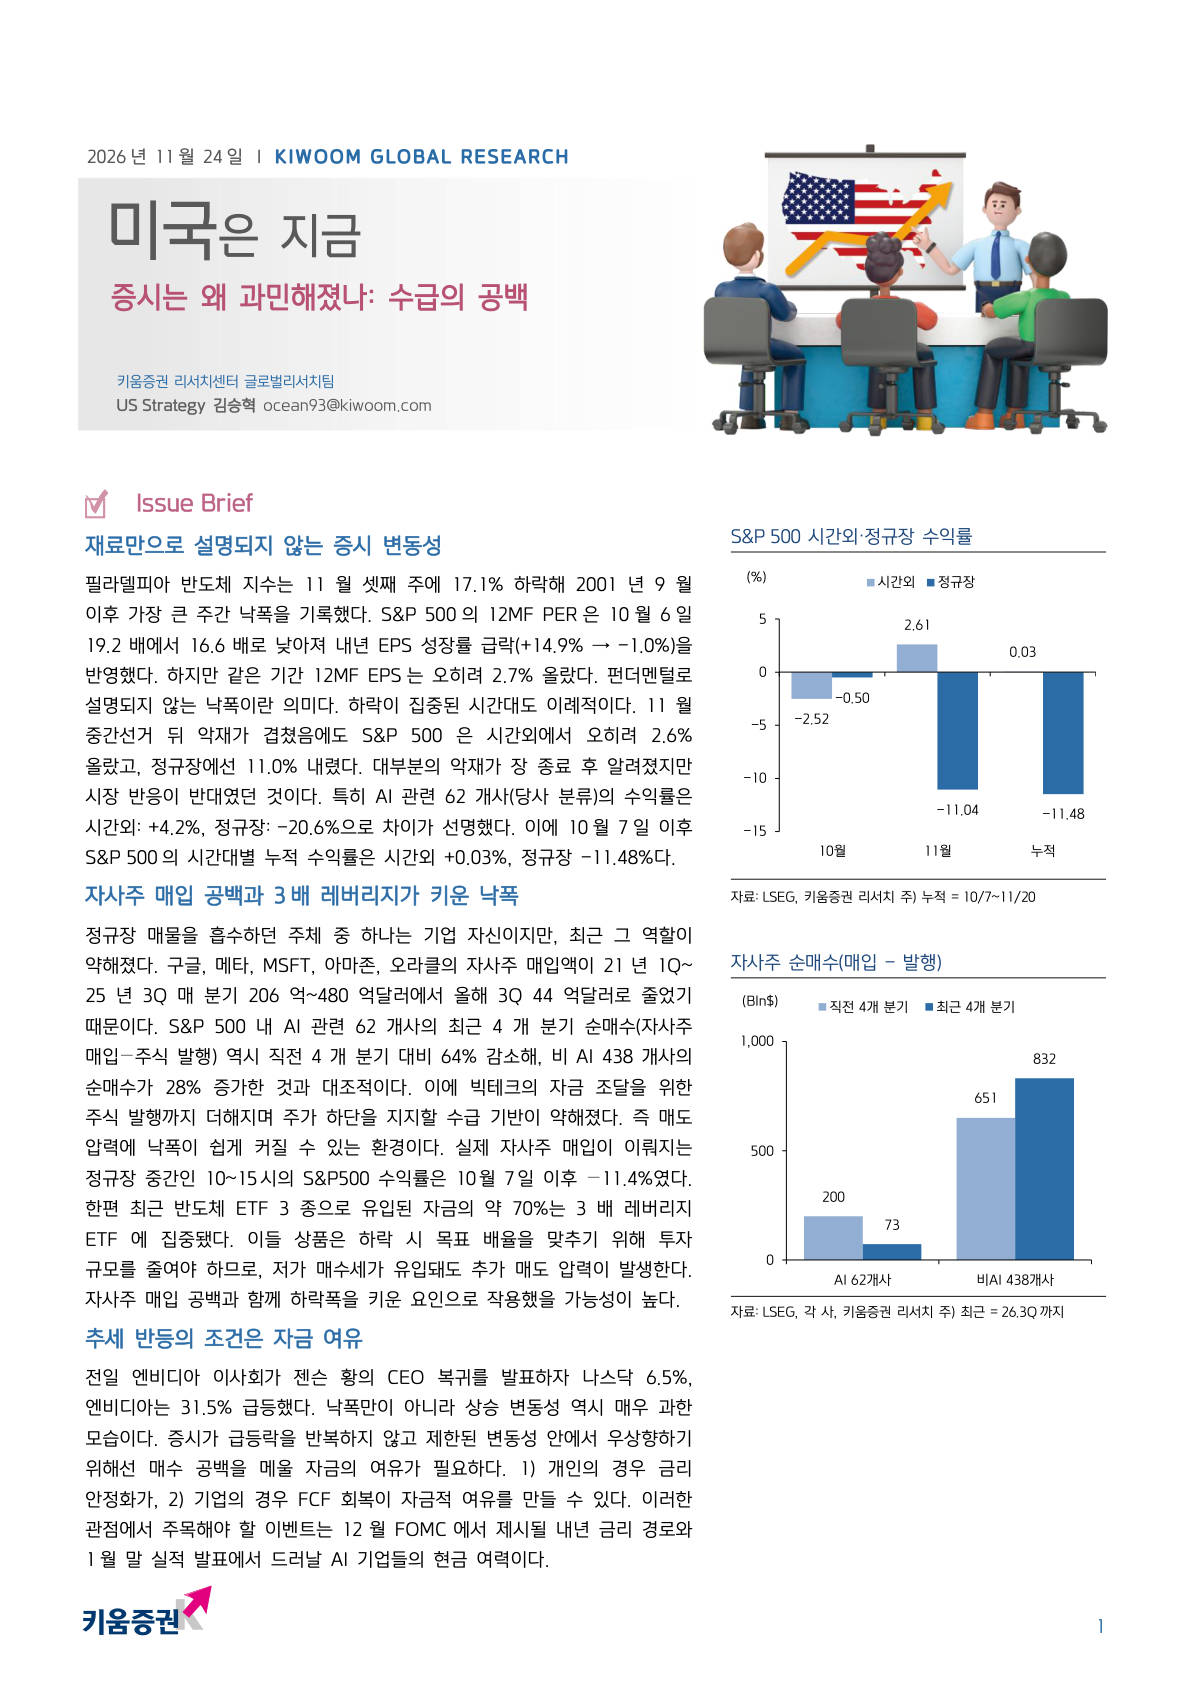 2026년 11월 24일 | KIWOOM GLOBAL RESEARCH
미국은 지금
증시는 왜 과민해졌나: 수급의 공백
키움증권 리서치센터 글로벌리서치팀
US Strategy 김승혁 ocean93@kiwoom.com
Issue Brief
재료만으로 설명되지 않는 증시 변동성
필라델피아 반도체 지수는 11 월 셋째 주에 17.1% 하락해 2001 년 9 월
이후 가장 큰 주간 낙폭을 기록했다. S&P 500의 12MF PER은 10월 6일
19.2 배에서 16.6 배로 낮아져 내년 EPS 성장률 급락(+14.9% → -1.0%)을
반영했다. 하지만 같은 기간 12MF EPS는 오히려 2.7% 올랐다. 펀더멘털로
설명되지 않는 낙폭이란 의미다. 하락이 집중된 시간대도 이례적이다. 11 월
중간선거 뒤 악재가 겹쳤음에도 S&P 500 은 시간외에서 오히려 2.6%
올랐고, 정규장에선 11.0% 내렸다. 대부분의 악재가 장 종료 후 알려졌지만
시장 반응이 반대였던 것이다. 특히 AI 관련 62 개사(당사 분류)의 수익률은
시간외: +4.2%, 정규장: -20.6%으로 차이가 선명했다. 이에 10월 7일 이후
S&P 500의 시간대별 누적 수익률은 시간외 +0.03%, 정규장 -11.48%다.
자사주 매입 공백과 3배 레버리지가 키운 낙폭
정규장 매물을 흡수하던 주체 중 하나는 기업 자신이지만, 최근 그 역할이
약해졌다. 구글, 메타, MSFT, 아마존, 오라클의 자사주 매입액이 21 년 1Q~
25 년 3Q 매 분기 206 억~480 억달러에서 올해 3Q 44 억달러로 줄었기
때문이다. S&P 500 내 AI 관련 62 개사의 최근 4 개 분기 순매수(자사주
매입-주식 발행) 역시 직전 4 개 분기 대비 64% 감소해, 비 AI 438 개사의
순매수가 28% 증가한 것과 대조적이다. 이에 빅테크의 자금 조달을 위한
주식 발행까지 더해지며 주가 하단을 지지할 수급 기반이 약해졌다. 즉 매도
압력에 낙폭이 쉽게 커질 수 있는 환경이다. 실제 자사주 매입이 이뤄지는
정규장 중간인 10~15시의 S&P500 수익률은 10월 7일 이후 -11.4%였다.
한편 최근 반도체 ETF 3 종으로 유입된 자금의 약 70%는 3 배 레버리지
ETF 에 집중됐다. 이들 상품은 하락 시 목표 배율을 맞추기 위해 투자
규모를 줄여야 하므로, 저가 매수세가 유입돼도 추가 매도 압력이 발생한다.
자사주 매입 공백과 함께 하락폭을 키운 요인으로 작용했을 가능성이 높다.
추세 반등의 조건은 자금 여유
전일 엔비디아 이사회가 젠슨 황의 CEO 복귀를 발표하자 나스닥 6.5%,
엔비디아는 31.5% 급등했다. 낙폭만이 아니라 상승 변동성 역시 매우 과한
모습이다. 증시가 급등락을 반복하지 않고 제한된 변동성 안에서 우상향하기
위해선 매수 공백을 메울 자금의 여유가 필요하다. 1) 개인의 경우 금리
안정화가, 2) 기업의 경우 FCF 회복이 자금적 여유를 만들 수 있다. 이러한
관점에서 주목해야 할 이벤트는 12월 FOMC에서 제시될 내년 금리 경로와
1월 말 실적 발표에서 드러날 AI 기업들의 현금 여력이다.
S&P 500 시간외·정규장 수익률
(%)
시간외 정규장
5
0
-5
-10
-15
-2.52
-0.50
2.61
-11.04
0.03
-11.48
10월 11월 누적
자료: LSEG, 키움증권 리서치 주) 누적 = 10/7~11/20
자사주 순매수(매입 - 발행)
(Bln$)
직전 4개 분기 최근 4개 분기
1,000
500
0
200
73
651
832
AI 62개사 비AI 438개사
자료: LSEG, 각 사, 키움증권 리서치 주) 최근 = 26.3Q까지
키움증권
1